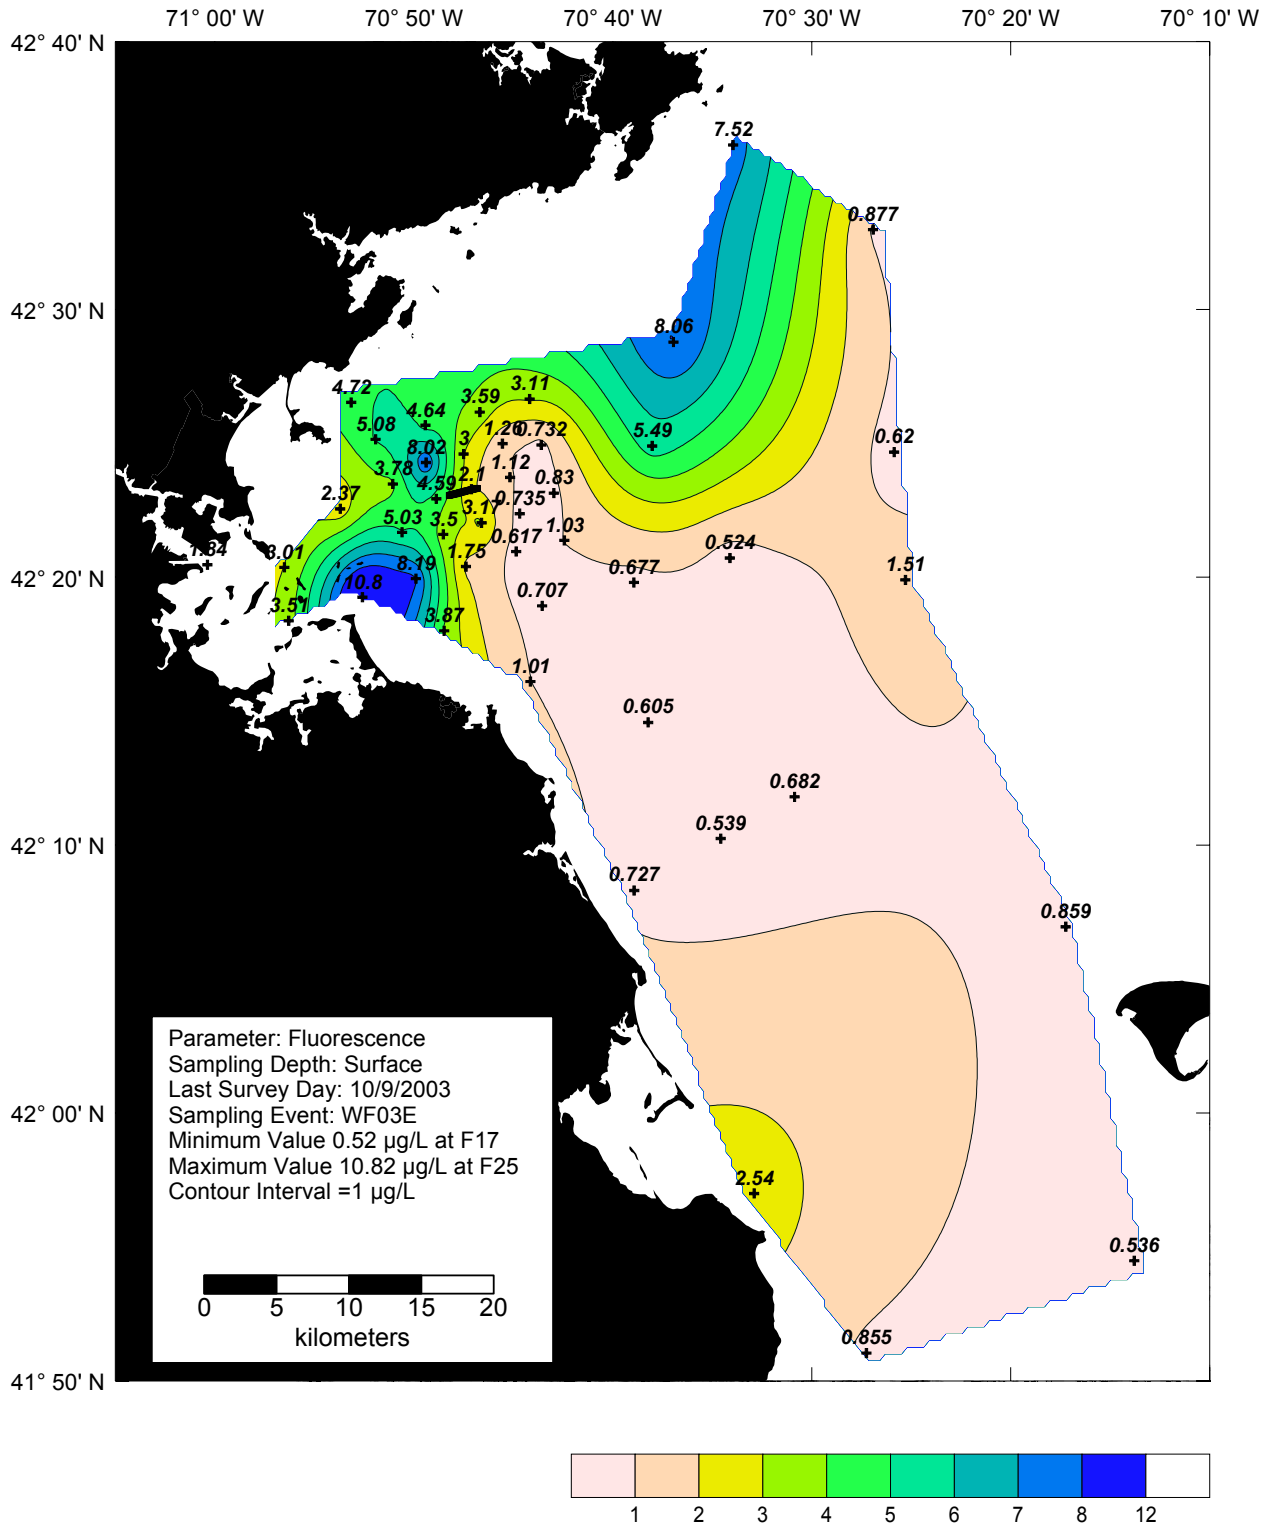 71° 00' W 70° 50' W 70° 40' W 70° 30' W 70° 20' W 70° 10' W
42° 40' N
7.52
0.877
42° 30' N
8.06
4.72
3.59
3.11
5.08
4.64
1.26
0.732
5.49
0.62
8.02
3
3.78
1.12
0.83
2.37
4.59
2.1
0.735
3.17
5.03
3.5
1.03
1.84
3.01
1.75
0.617
0.524
1.51
42° 20' N
8.19
0.677
10.8
0.707
3.51
3.87
1.01
0.605
0.682
0.539
42° 10' N
0.727
0.859
Parameter: Fluorescence
Sampling Depth: Surface
Last Survey Day: 10/9/2003
Sampling Event: WF03E
Minimum Value 0.52 µg/L at F17
Maximum Value 10.82 µg/L at F25
Contour Interval =1 µg/L
0 5 10 15 20
kilometers
42° 00' N
2.54
0.536
0.855
41° 50' N
1 2 3 4 5 6 7 8 12